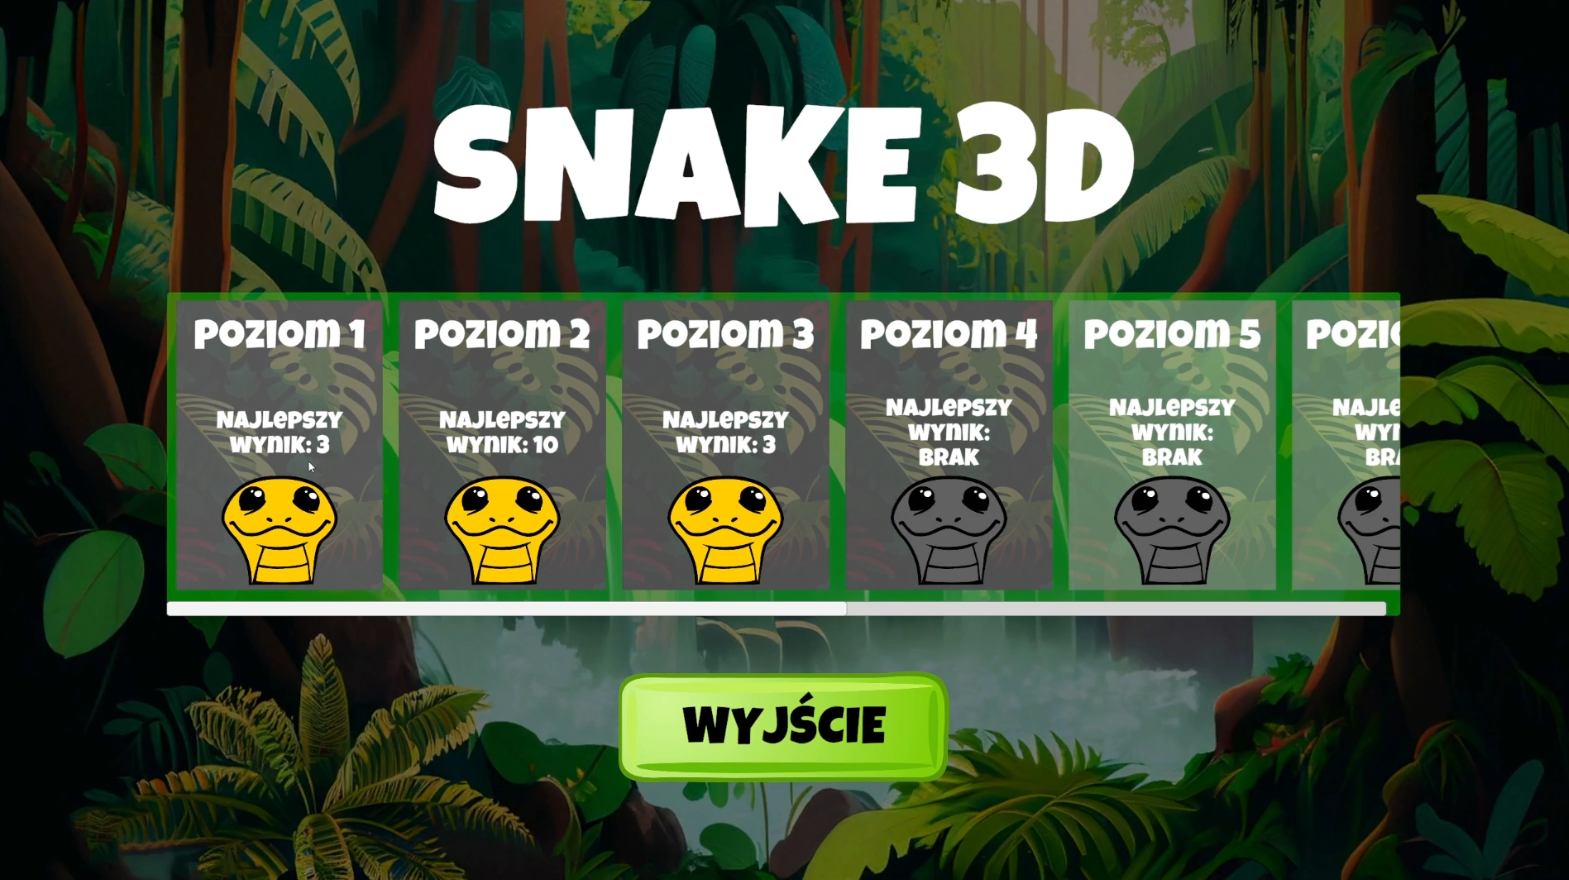 SNAKE 3D
POZIOM 1
NAJLEPSZY
WYNIK: 3
POZIOM 2
NAJLEPSZY
WYNIK: 10
POZIOM 3
NAJLEPSZY
WYNIK: 3
POZIOM 4
NAJLEPSZY
WYNIK:
BRAK
POZIOM 5
NAJLEPSZY
WYNIK:
BRAK
WYJŚCIE